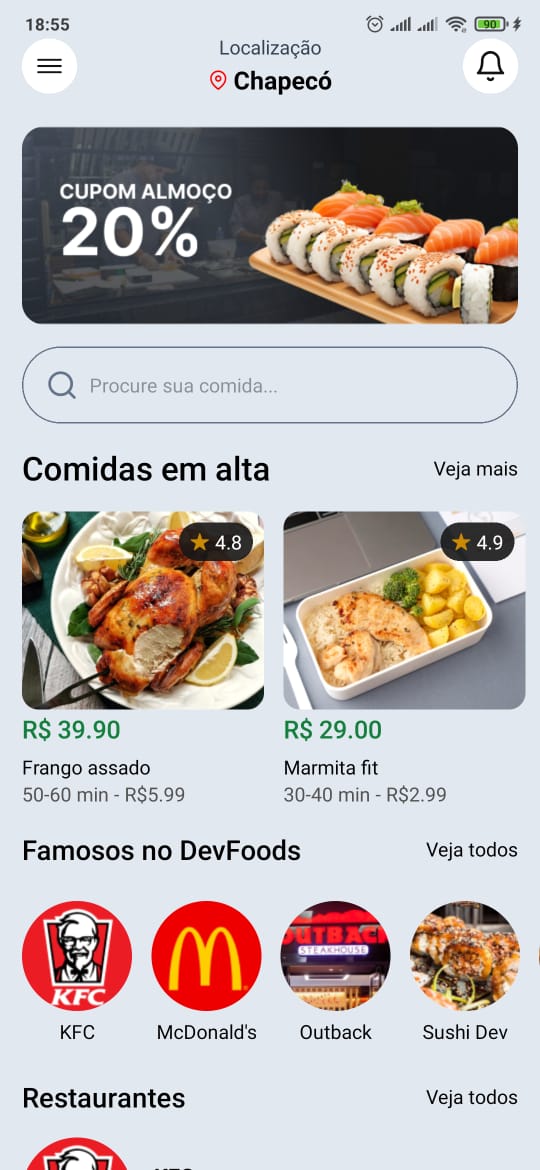 18:55
90
Localização
Chapecó
CUPOM ALMOÇO
20%
Procure sua comida...
Comidas em alta
Veja mais
4.8
4.9
R$ 39.90
R$ 29.00
Frango assado
Marmita fit
50-60 min - R$5.99
30-40 min - R$2.99
Famosos no DevFoods
Veja todos
KFC
OUTBACK
STEAKHOUSE
KFC
McDonald's
Outback
Sushi Dev
Restaurantes
Veja todos
KFC